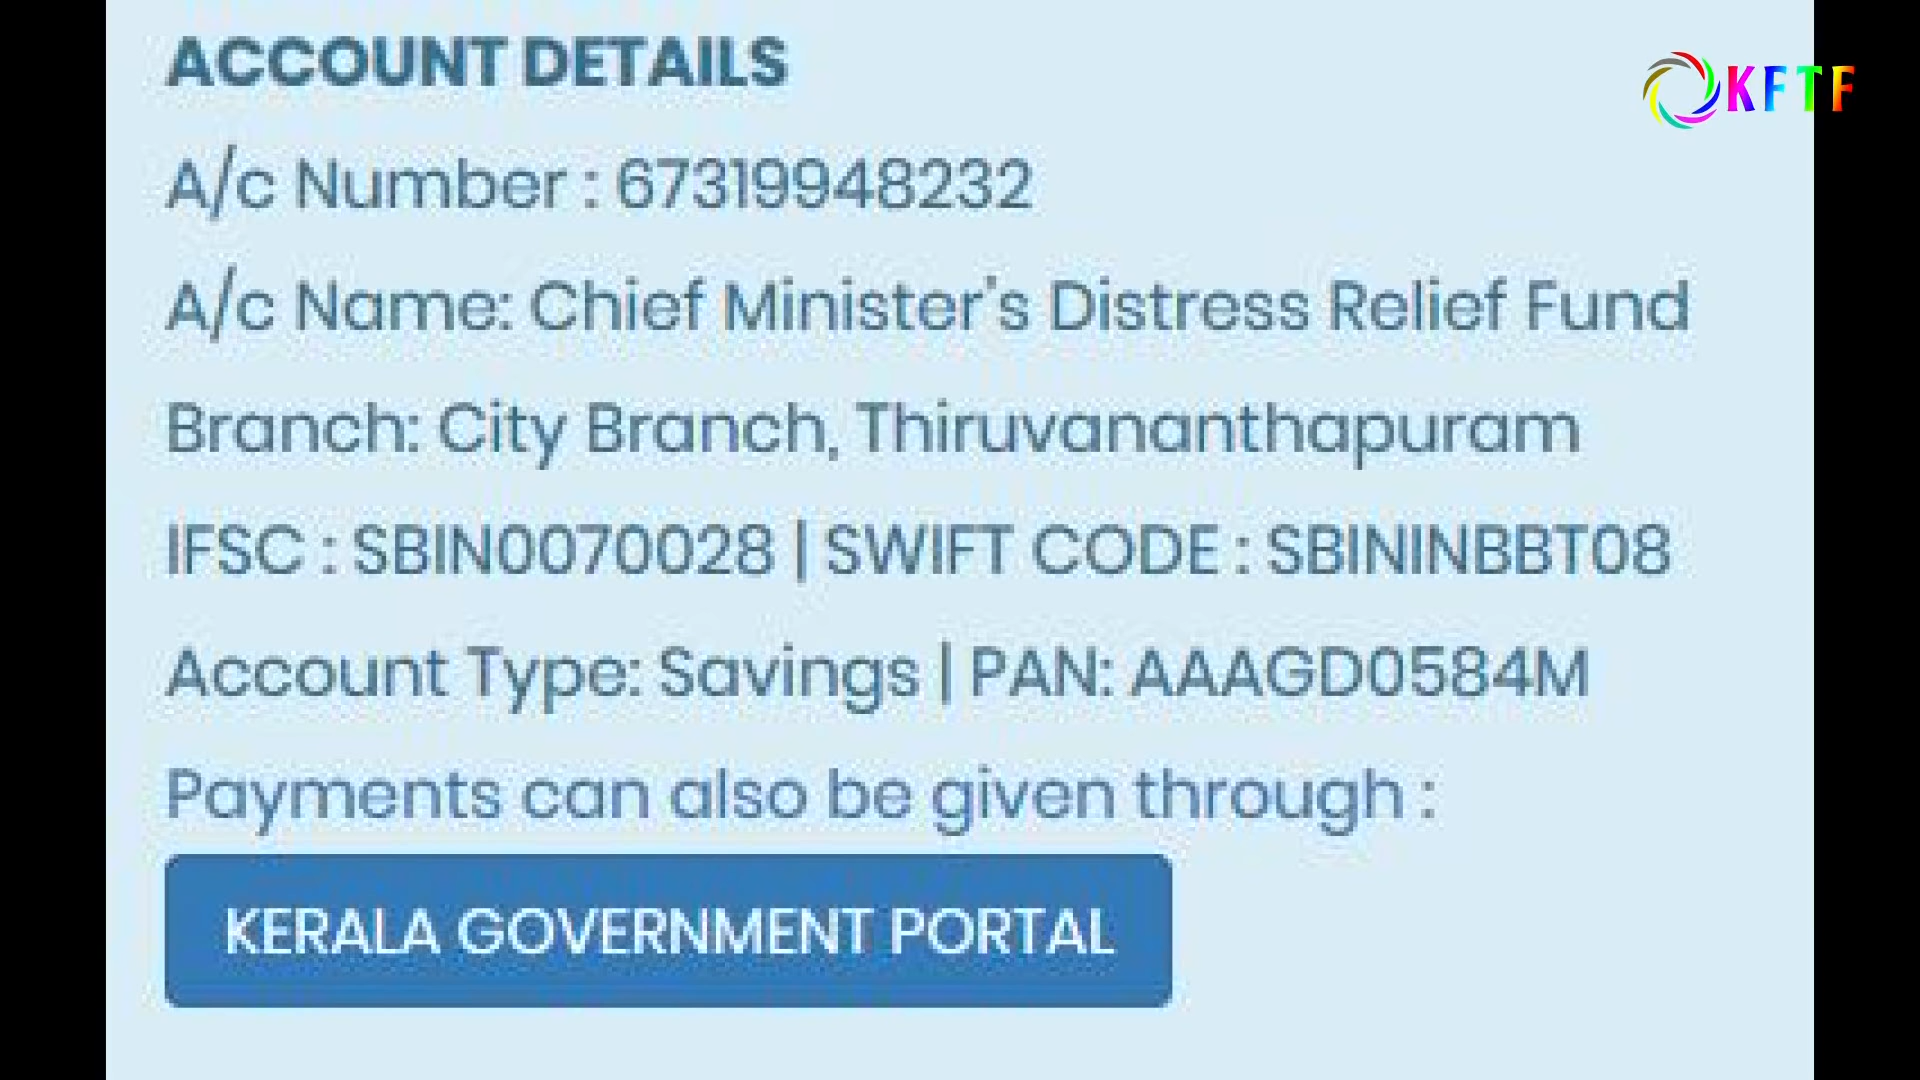 ACCOUNT DETAILS
KFTF
A/c Number : 67319948232
A/c Name: Chief Minister's Distress Relief Fund
Branch: City Branch, Thiruvananthapuram
IFSC : SBIN0070028 | SWIFT CODE : SBININBBT08
Account Type: Savings | PAN: AAAGD0584M
Payments can also be given through :
KERALA GOVERNMENT PORTAL